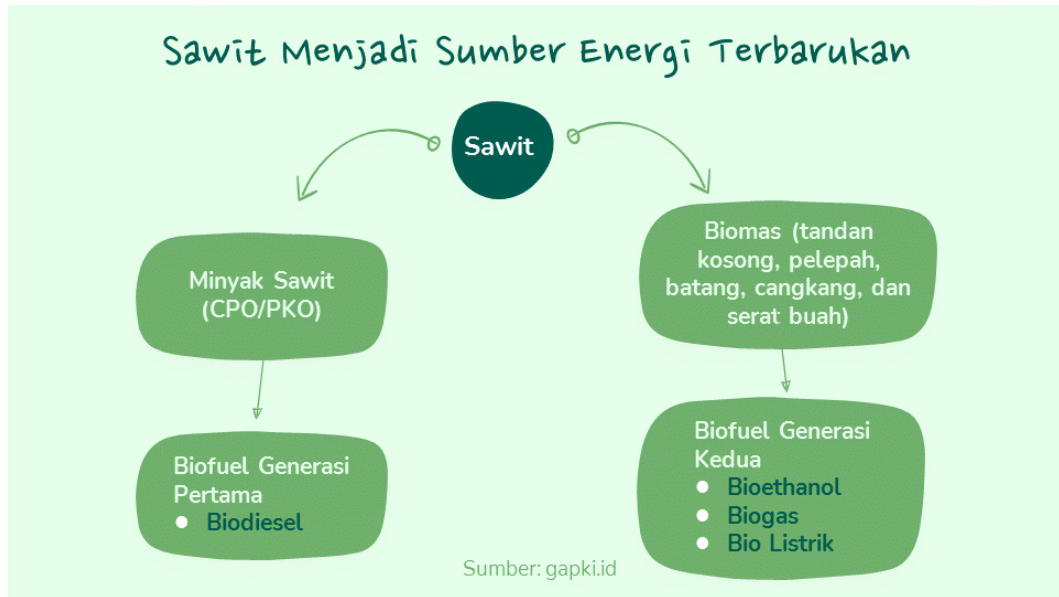 Sawit Menjadi Sumber Energi Terbarukan
Sawit
Minyak Sawit
(CPO/PKO)
Biofuel Generasi
Pertama
● Biodiesel
Biomas (tandan
kosong, pelepah,
batang, cangkang, dan
serat buah)
Biofuel Generasi
Kedua
● Bioethanol
● Biogas
● Bio Listrik
Sumber: gapki.id